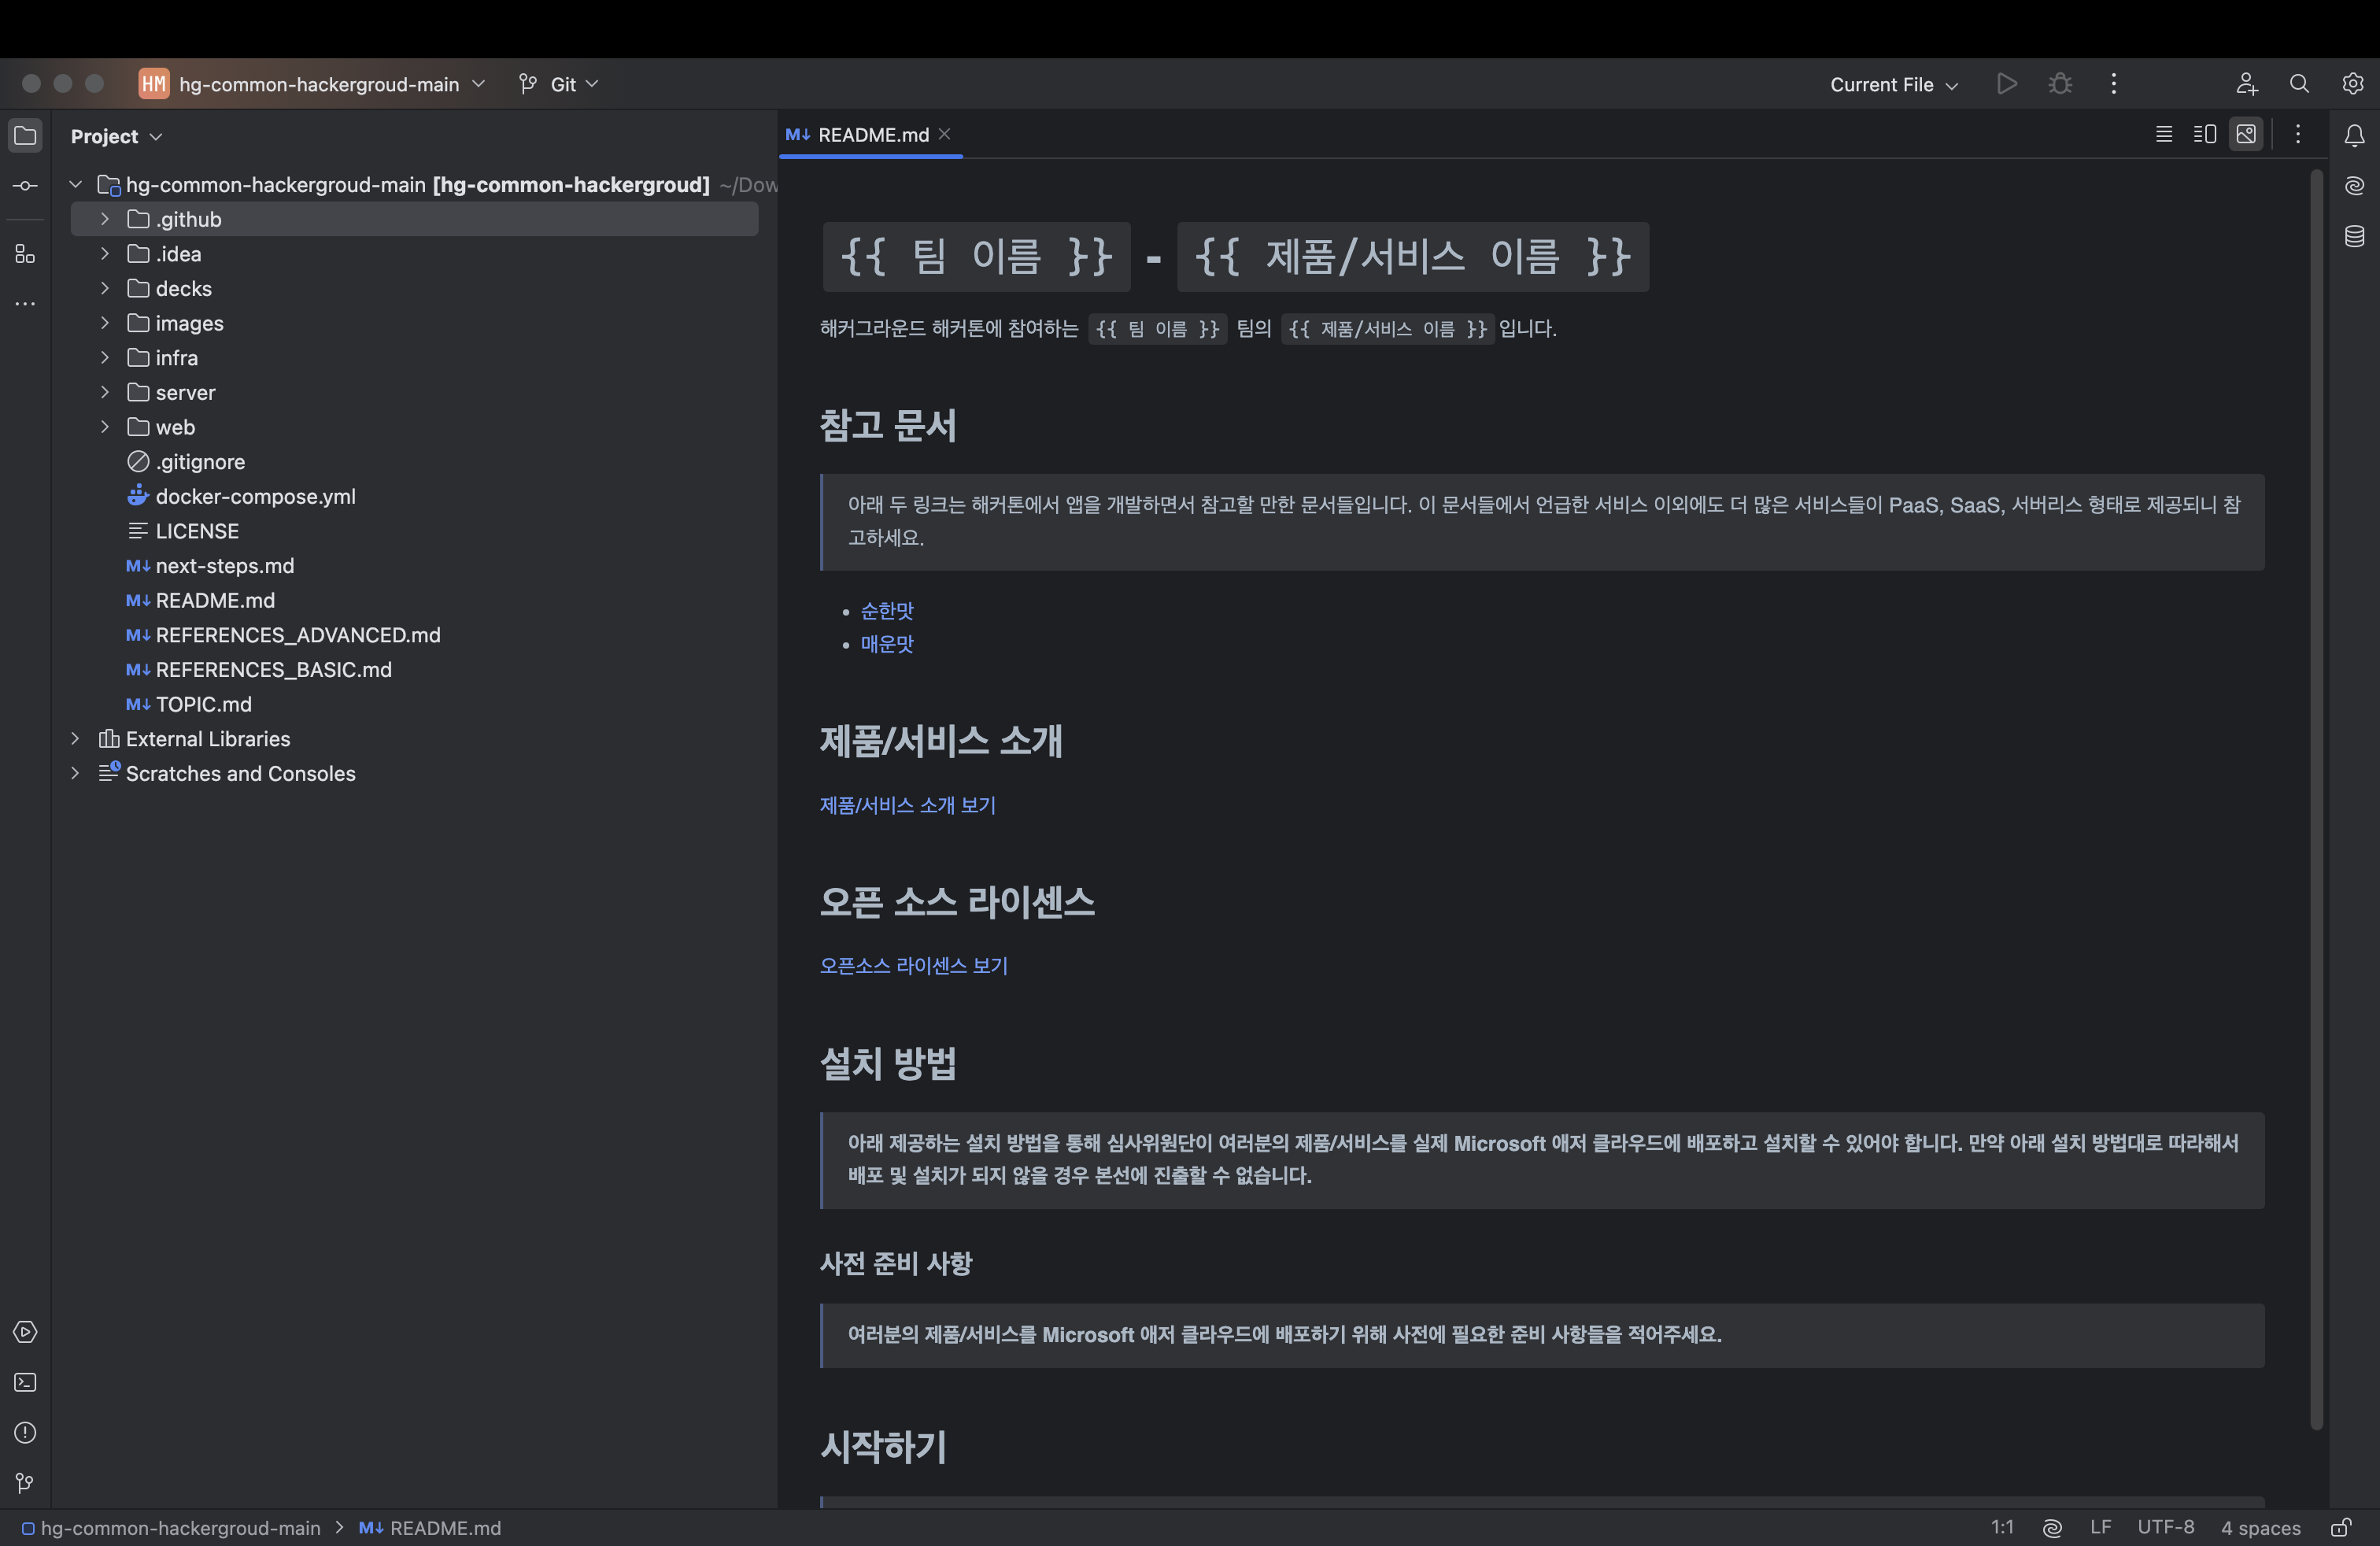 HM hg-common-hackergroud-main Git Current File
Project
hg-common-hackergroud-main [hg-common-hackergroud] ~/Dow
.github
.idea
decks
images
infra
server
web
.gitignore
docker-compose.yml
LICENSE
M↓ next-steps.md
M↓ README.md
M↓ REFERENCES_ADVANCED.md
M↓ REFERENCES_BASIC.md
M↓ TOPIC.md
External Libraries
Scratches and Consoles
M↓ README.md
{{ 팀 이름 }} - {{ 제품/서비스 이름 }}
해커그라운드 해커톤에 참여하는 {{ 팀 이름 }} 팀의 {{ 제품/서비스 이름 }} 입니다.
참고 문서
아래 두 링크는 해커톤에서 앱을 개발하면서 참고할 만한 문서들입니다. 이 문서들에서 언급한 서비스 이외에도 더 많은 서비스들이 PaaS, SaaS, 서버리스 형태로 제공되니 참
고하세요.
• 순한맛
• 매운맛
제품/서비스 소개
제품/서비스 소개 보기
오픈 소스 라이센스
오픈소스 라이센스 보기
설치 방법
아래 제공하는 설치 방법을 통해 심사위원단이 여러분의 제품/서비스를 실제 Microsoft 애저 클라우드에 배포하고 설치할 수 있어야 합니다. 만약 아래 설치 방법대로 따라해서
배포 및 설치가 되지 않을 경우 본선에 진출할 수 없습니다.
사전 준비 사항
여러분의 제품/서비스를 Microsoft 애저 클라우드에 배포하기 위해 사전에 필요한 준비 사항들을 적어주세요.
시작하기
hg-common-hackergroud-main > M↓ README.md
1:1 LF UTF-8 4 spaces